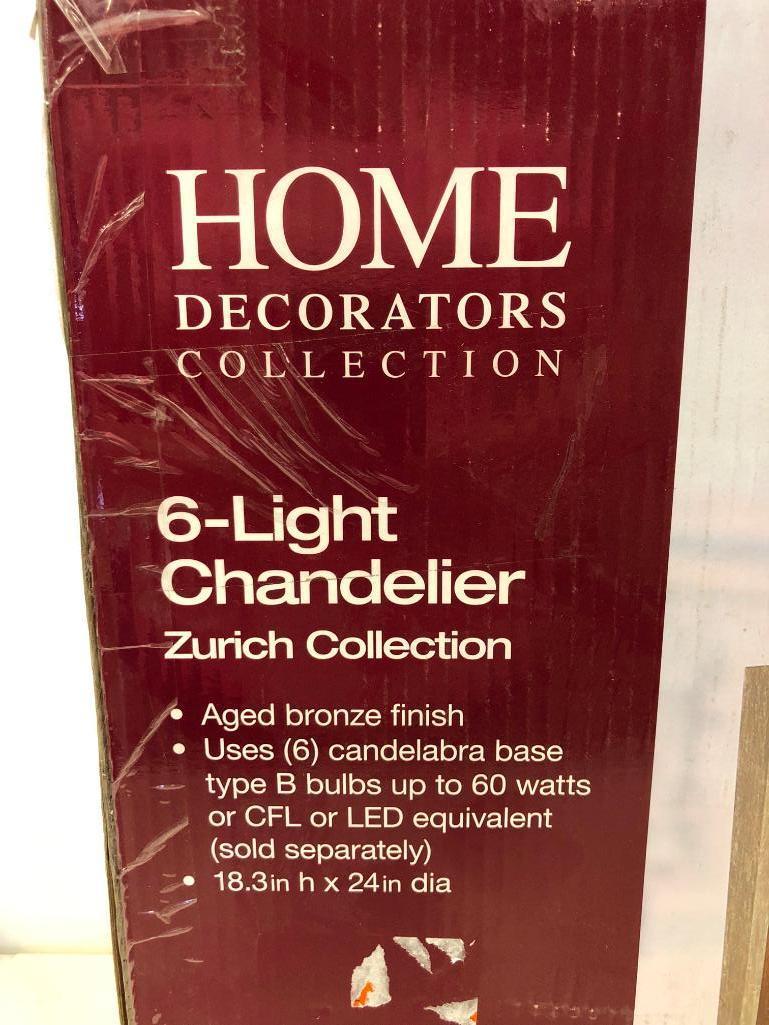 HOME
DECORATORS
COLLECTION
6-Light
Chandelier
Zurich Collection
• Aged bronze finish
• Uses (6) candelabra base
type B bulbs up to 60 watts
or CFL or LED equivalent
(sold separately)
• 18.3in h x 24in dia